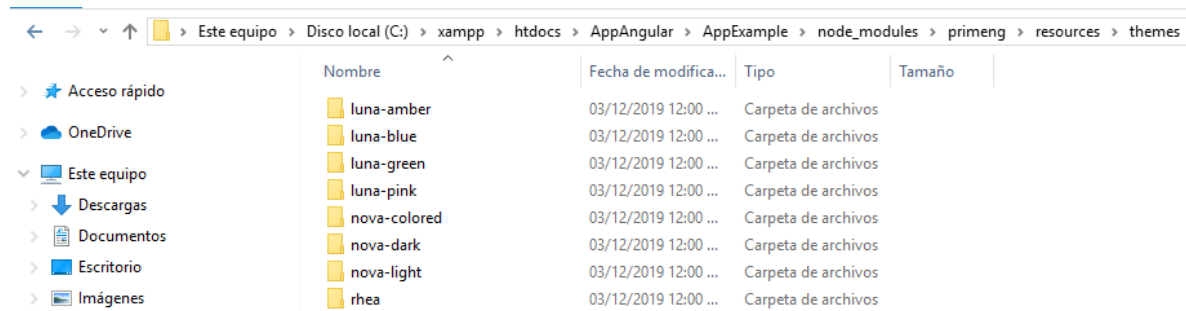 Este equipo > Disco local (C:) > xampp > htdocs > AppAngular > AppExample > node_modules > primeng > resources > themes
Nombre Fecha de modifica... Tipo Tamaño
Acceso rápido
OneDrive
Este equipo
Descargas
Documentos
Escritorio
Imágenes
luna-amber 03/12/2019 12:00 ... Carpeta de archivos
luna-blue 03/12/2019 12:00 ... Carpeta de archivos
luna-green 03/12/2019 12:00 ... Carpeta de archivos
luna-pink 03/12/2019 12:00 ... Carpeta de archivos
nova-colored 03/12/2019 12:00 ... Carpeta de archivos
nova-dark 03/12/2019 12:00 ... Carpeta de archivos
nova-light 03/12/2019 12:00 ... Carpeta de archivos
rhea 03/12/2019 12:00 ... Carpeta de archivos